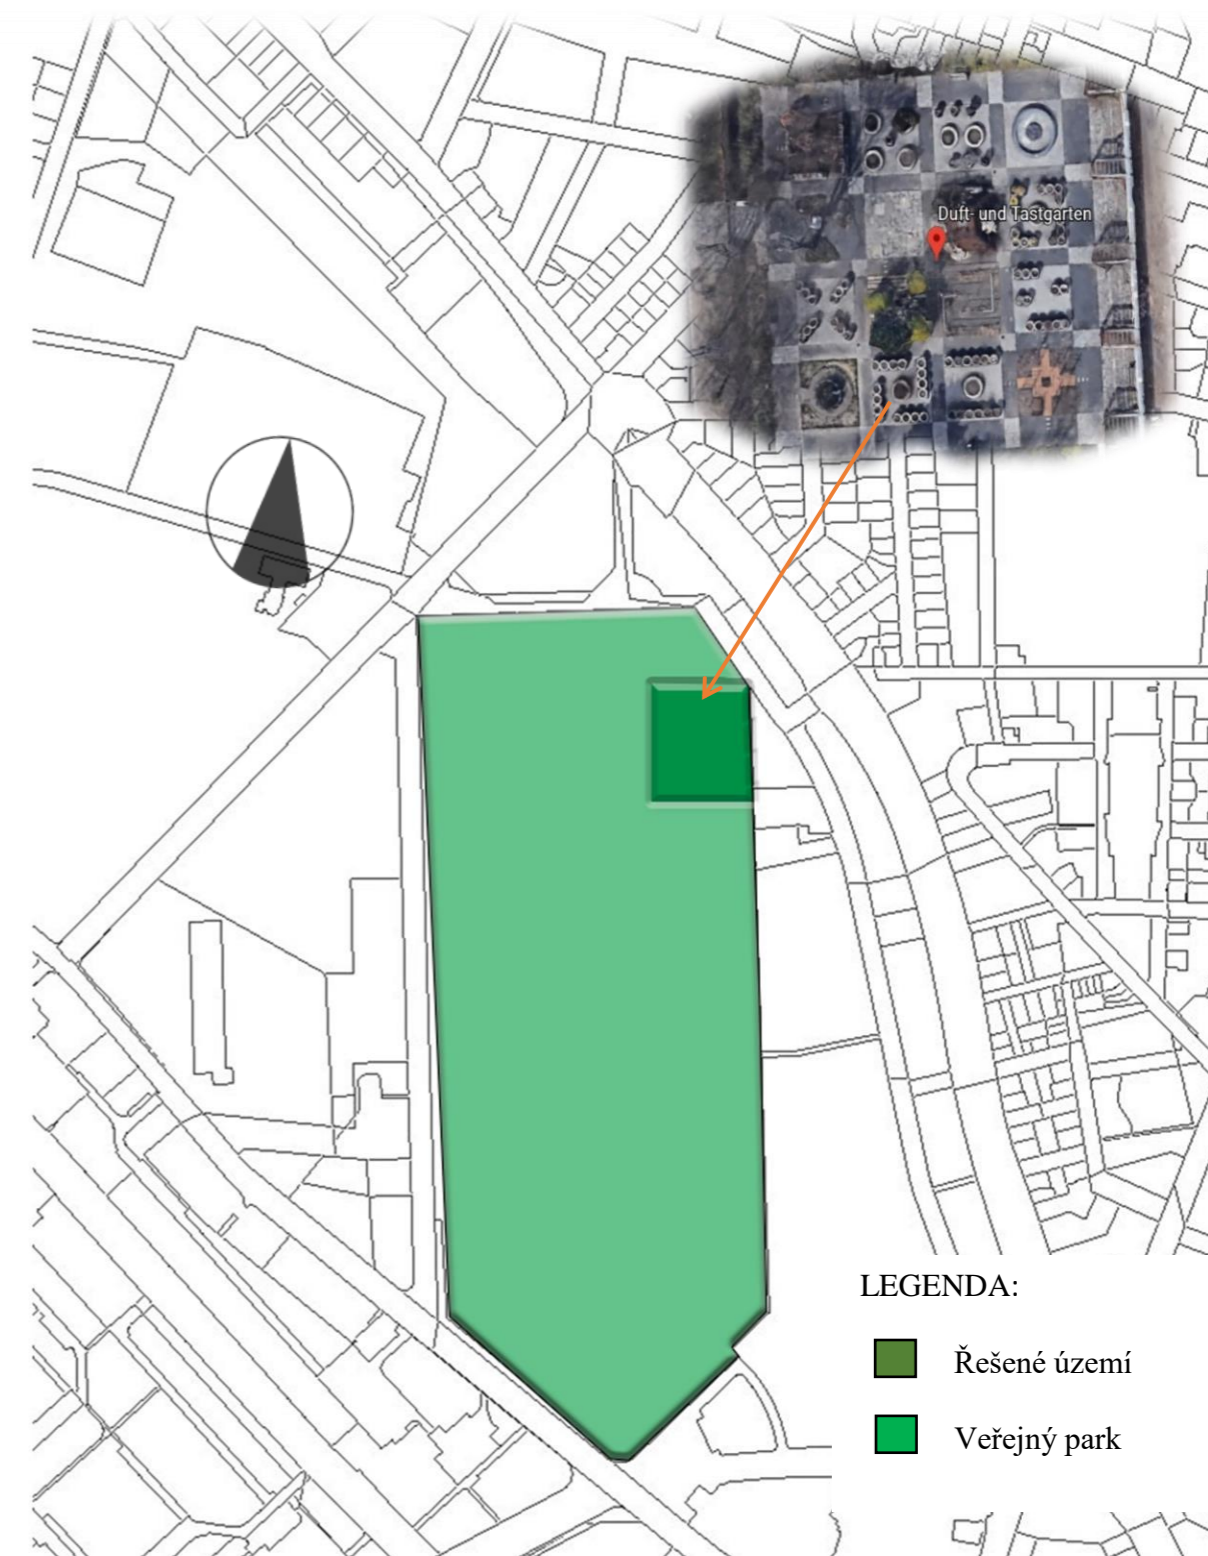 Duft- und Tastgarten
LEGENDA:
Řešené území
Veřejný park